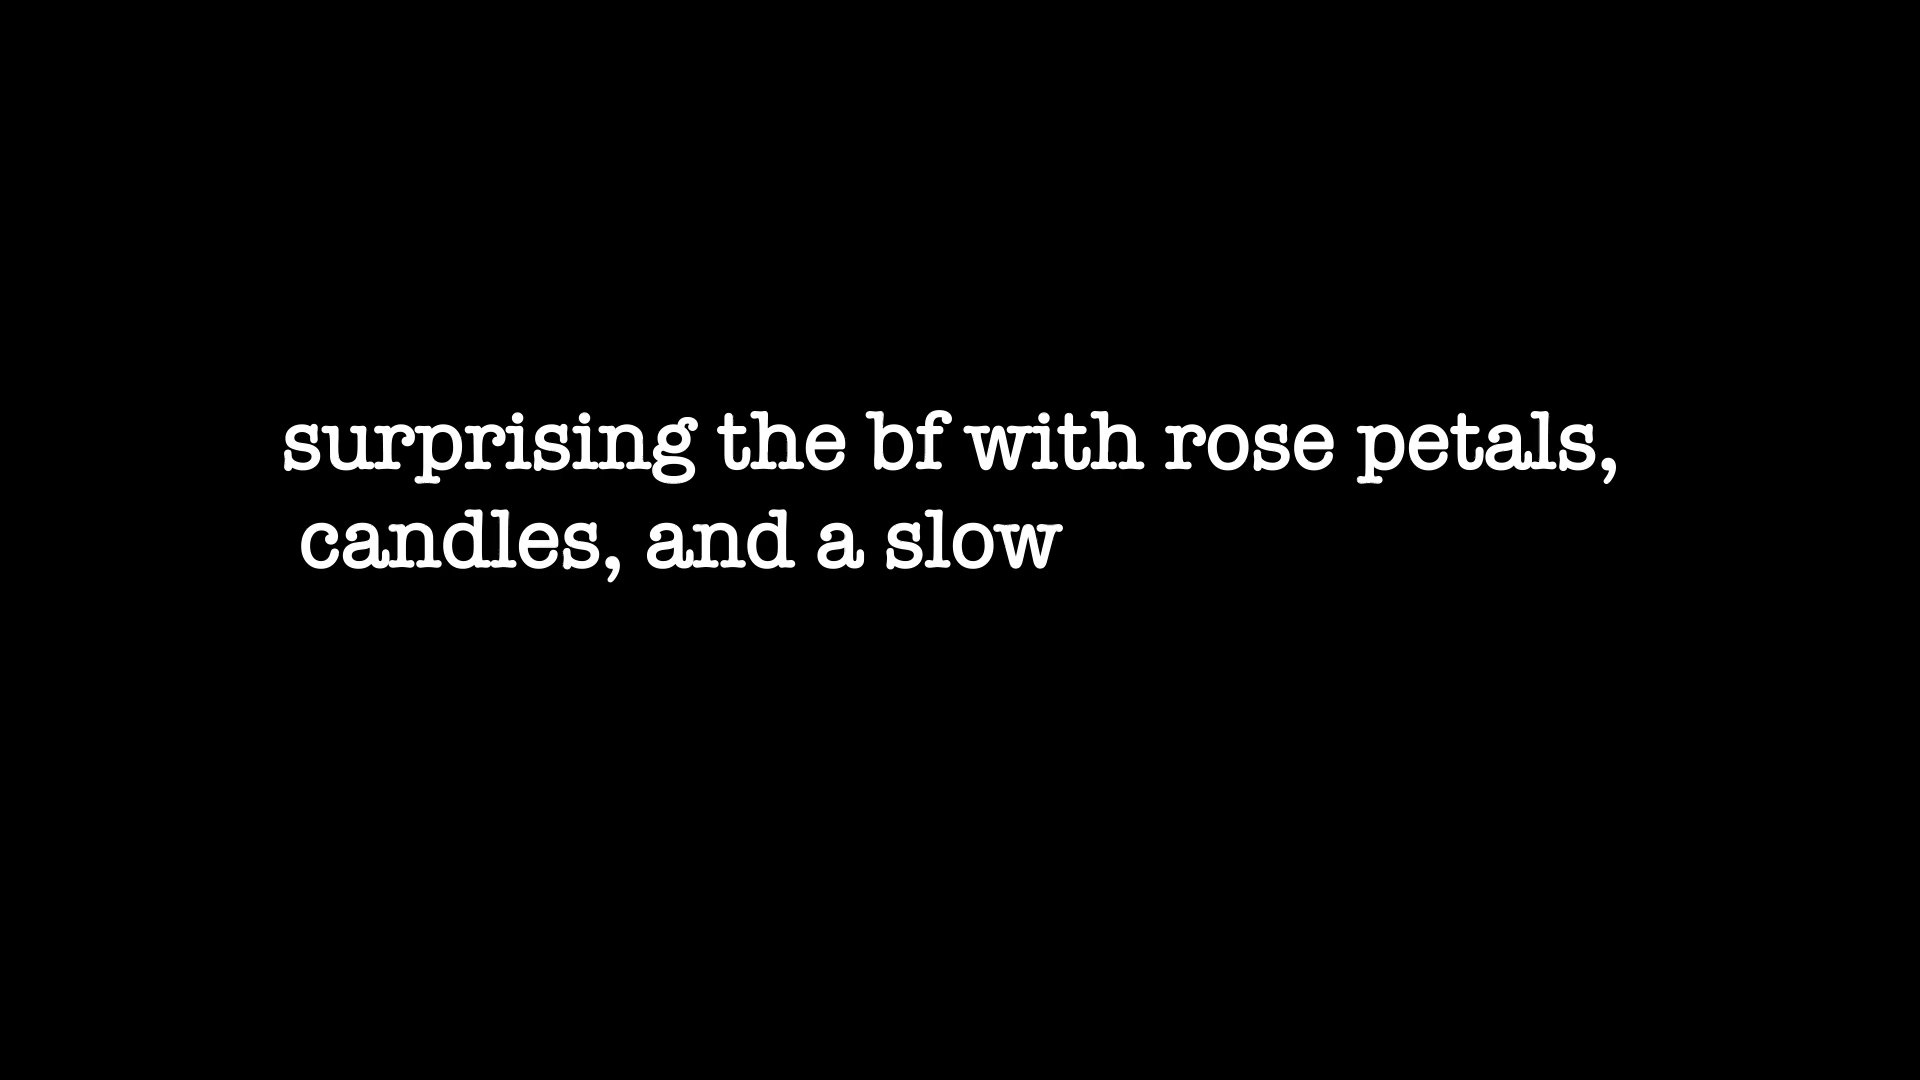 surprising the bf with rose petals,
candles, and a slow